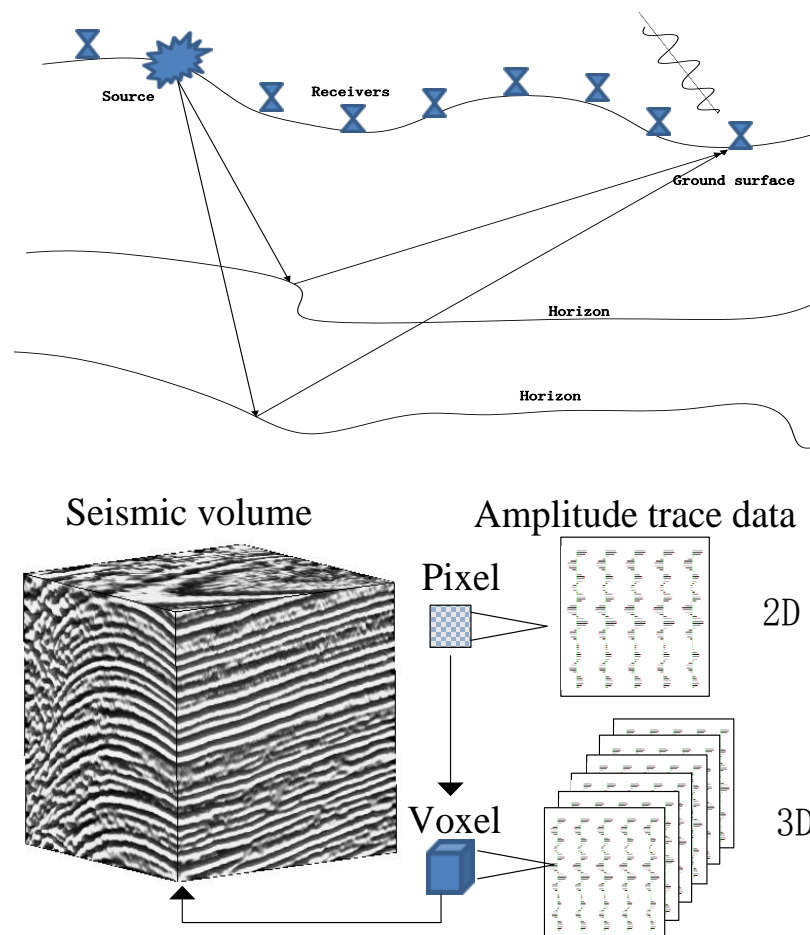 Source
Receivers
Ground surface
Horizon
Horizon
Seismic volume
Amplitude trace data
Pixel
2D
Voxel
3D